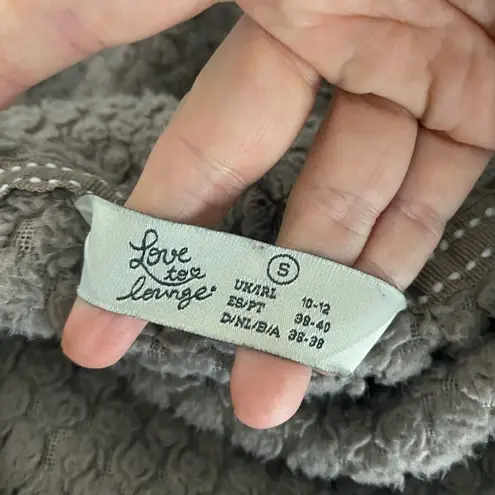 Love
to
lounge
S
UK/IRL 10-12
ES/PT 38-40
D/NL/B/A 36-38